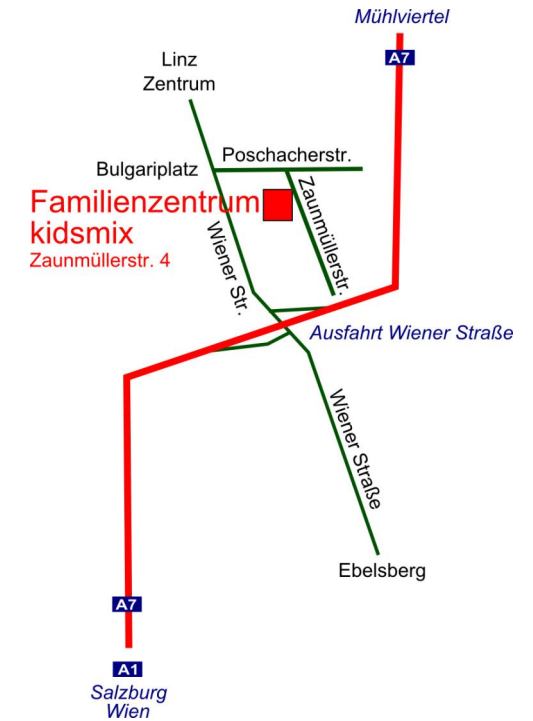 Mühlviertel
A7
Linz
Zentrum
Poschacherstr.
Bulgariplatz
Familienzentrum
kidsmix
Zaunmüllerstr. 4
Zaunmüllerstr.
Wiener Str.
Ausfahrt Wiener Straße
Wiener Straße
Ebelsberg
A7
A1
Salzburg
Wien